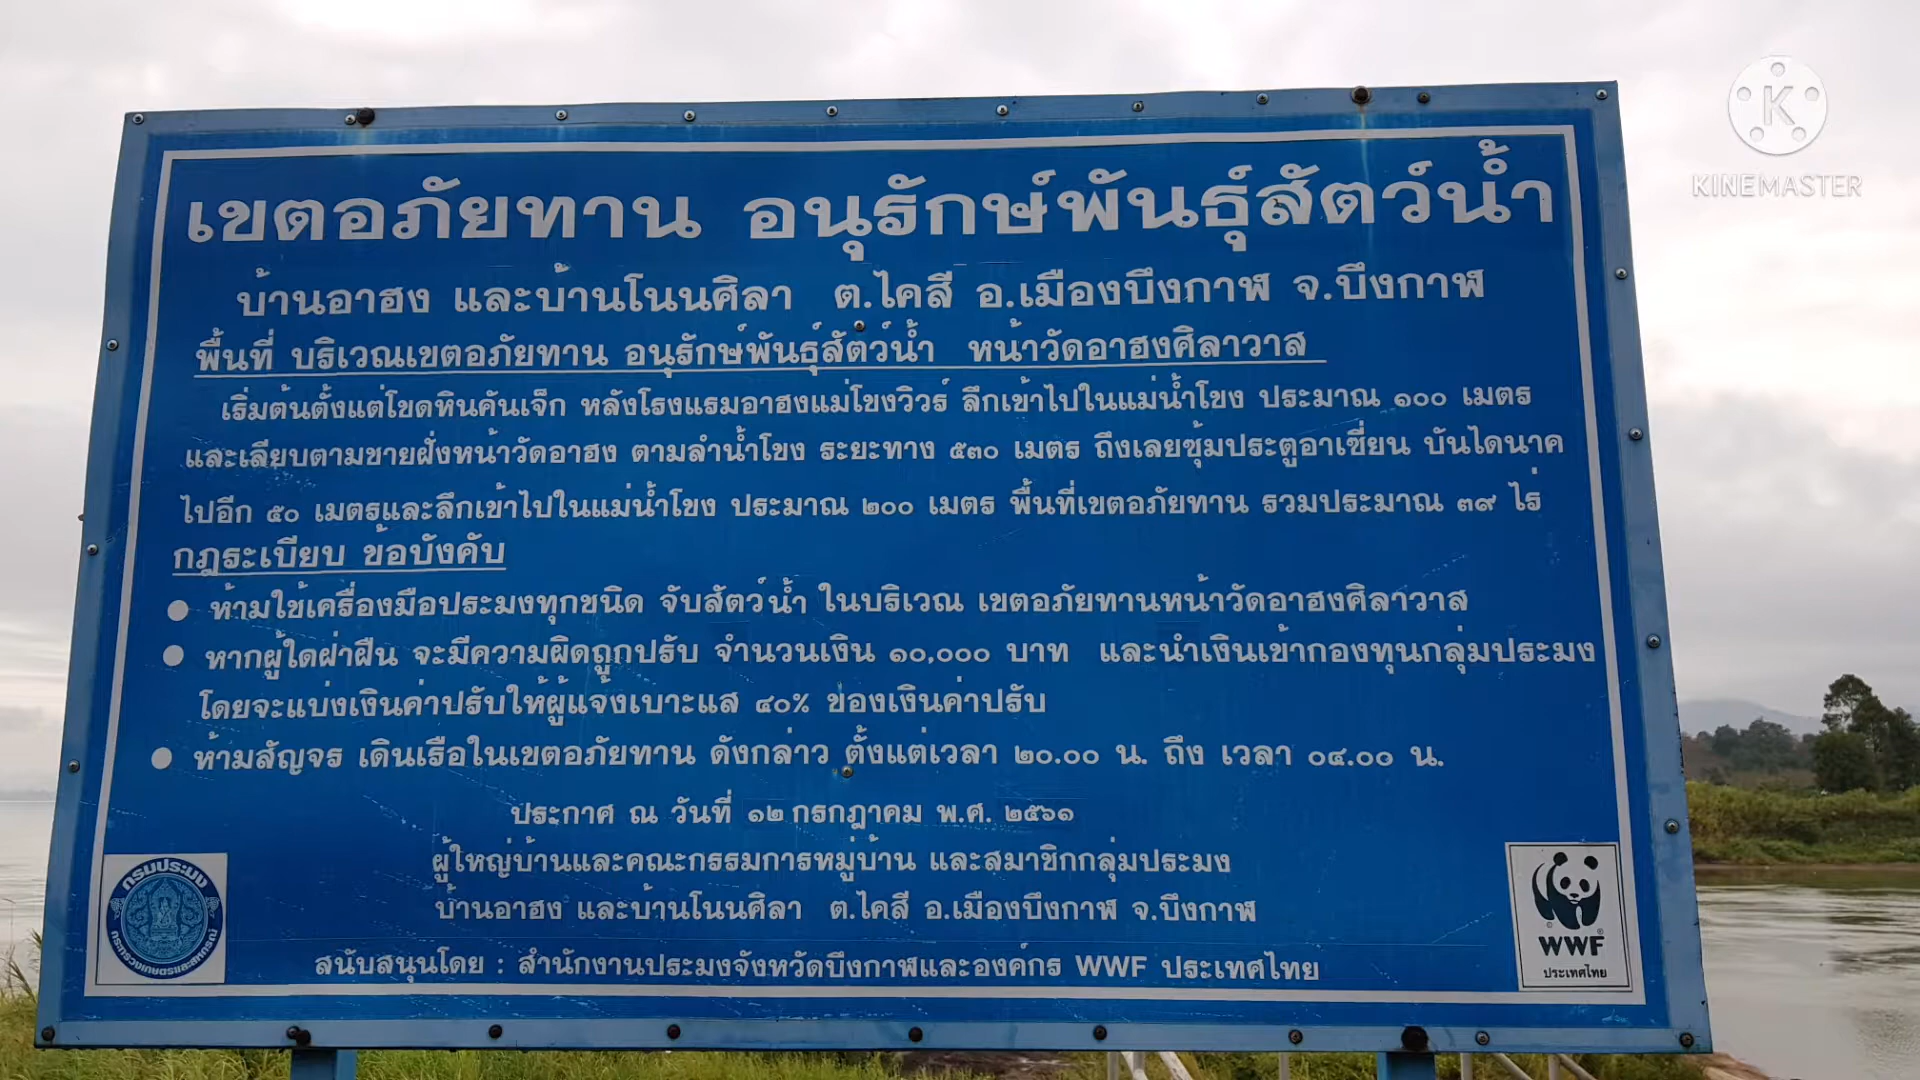 เขตอภัยทาน อนุรักษ์พันธุ์สัตว์น้ำ
บ้านอาฮง และบ้านโนนศิลา ต.ไคสี อ.เมืองบึงกาฬ จ.บึงกาฬ
พื้นที่ บริเวณเขตอภัยทาน อนุรักษ์พันธุ์สัตว์น้ำ หน้าวัดอาฮงศิลาวาส
เริ่มต้นตั้งแต่โขดหินคันเจ็ก หลังโรงแรมอาฮงแม่โขงวิวร์ ลึกเข้าไปในแม่น้ำโขง ประมาณ ๑๐๐ เมตร
และเลียบตามชายฝั่งหน้าวัดอาฮง ตามลำน้ำโขง ระยะทาง ๕๓๐ เมตร ถึงเลยซุ้มประตูอาเซี่ยน บันไดนาค
ไปอีก ๕๐ เมตรและลึกเข้าไปในแม่น้ำโขง ประมาณ ๒๐๐ เมตร พื้นที่เขตอภัยทาน รวมประมาณ ๓๙ ไร่
กฎระเบียบ ข้อบังคับ
● ห้ามใช้เครื่องมือประมงทุกชนิด จับสัตว์น้ำ ในบริเวณ เขตอภัยทานหน้าวัดอาฮงศิลาวาส
● หากผู้ใดฝ่าฝืน จะมีความผิดถูกปรับ จำนวนเงิน ๑๐,๐๐๐ บาท และนำเงินเข้ากองทุนกลุ่มประมง
โดยจะแบ่งเงินค่าปรับให้ผู้แจ้งเบาะแส ๔๐% ของเงินค่าปรับ
● ห้ามสัญจร เดินเรือในเขตอภัยทาน ดังกล่าว ตั้งแต่เวลา ๒๐.๐๐ น. ถึง เวลา ๐๔.๐๐ น.
ประกาศ ณ วันที่ ๑๒ กรกฎาคม พ.ศ. ๒๕๖๑
ผู้ใหญ่บ้านและคณะกรรมการหมู่บ้าน และสมาชิกกลุ่มประมง
บ้านอาฮง และบ้านโนนศิลา ต.ไคสี อ.เมืองบึงกาฬ จ.บึงกาฬ
สนับสนุนโดย : สำนักงานประมงจังหวัดบึงกาฬและองค์กร WWF ประเทศไทย
กรมประมง
กระทรวงเกษตรและสหกรณ์
WWF
ประเทศไทย
K
KINEMASTER